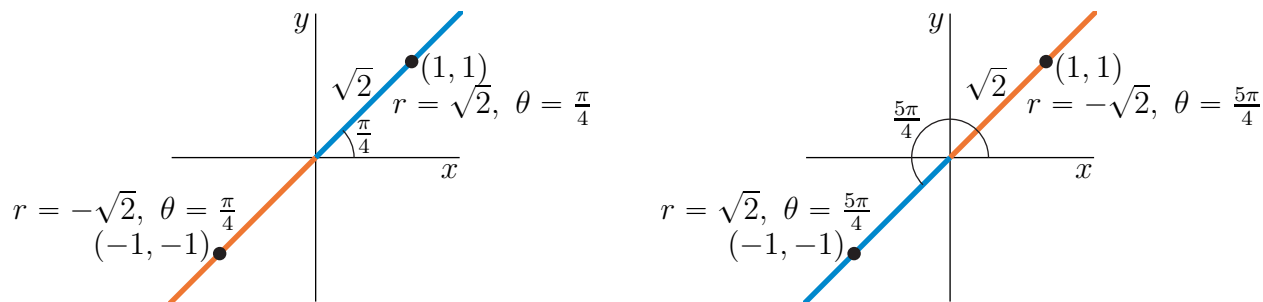 y
(1, 1)
√2
r = √2, θ = π/4
π/4
x
r = −√2, θ = π/4
(−1, −1)
y
(1, 1)
√2
r = −√2, θ = 5π/4
5π/4
x
r = √2, θ = 5π/4
(−1, −1)